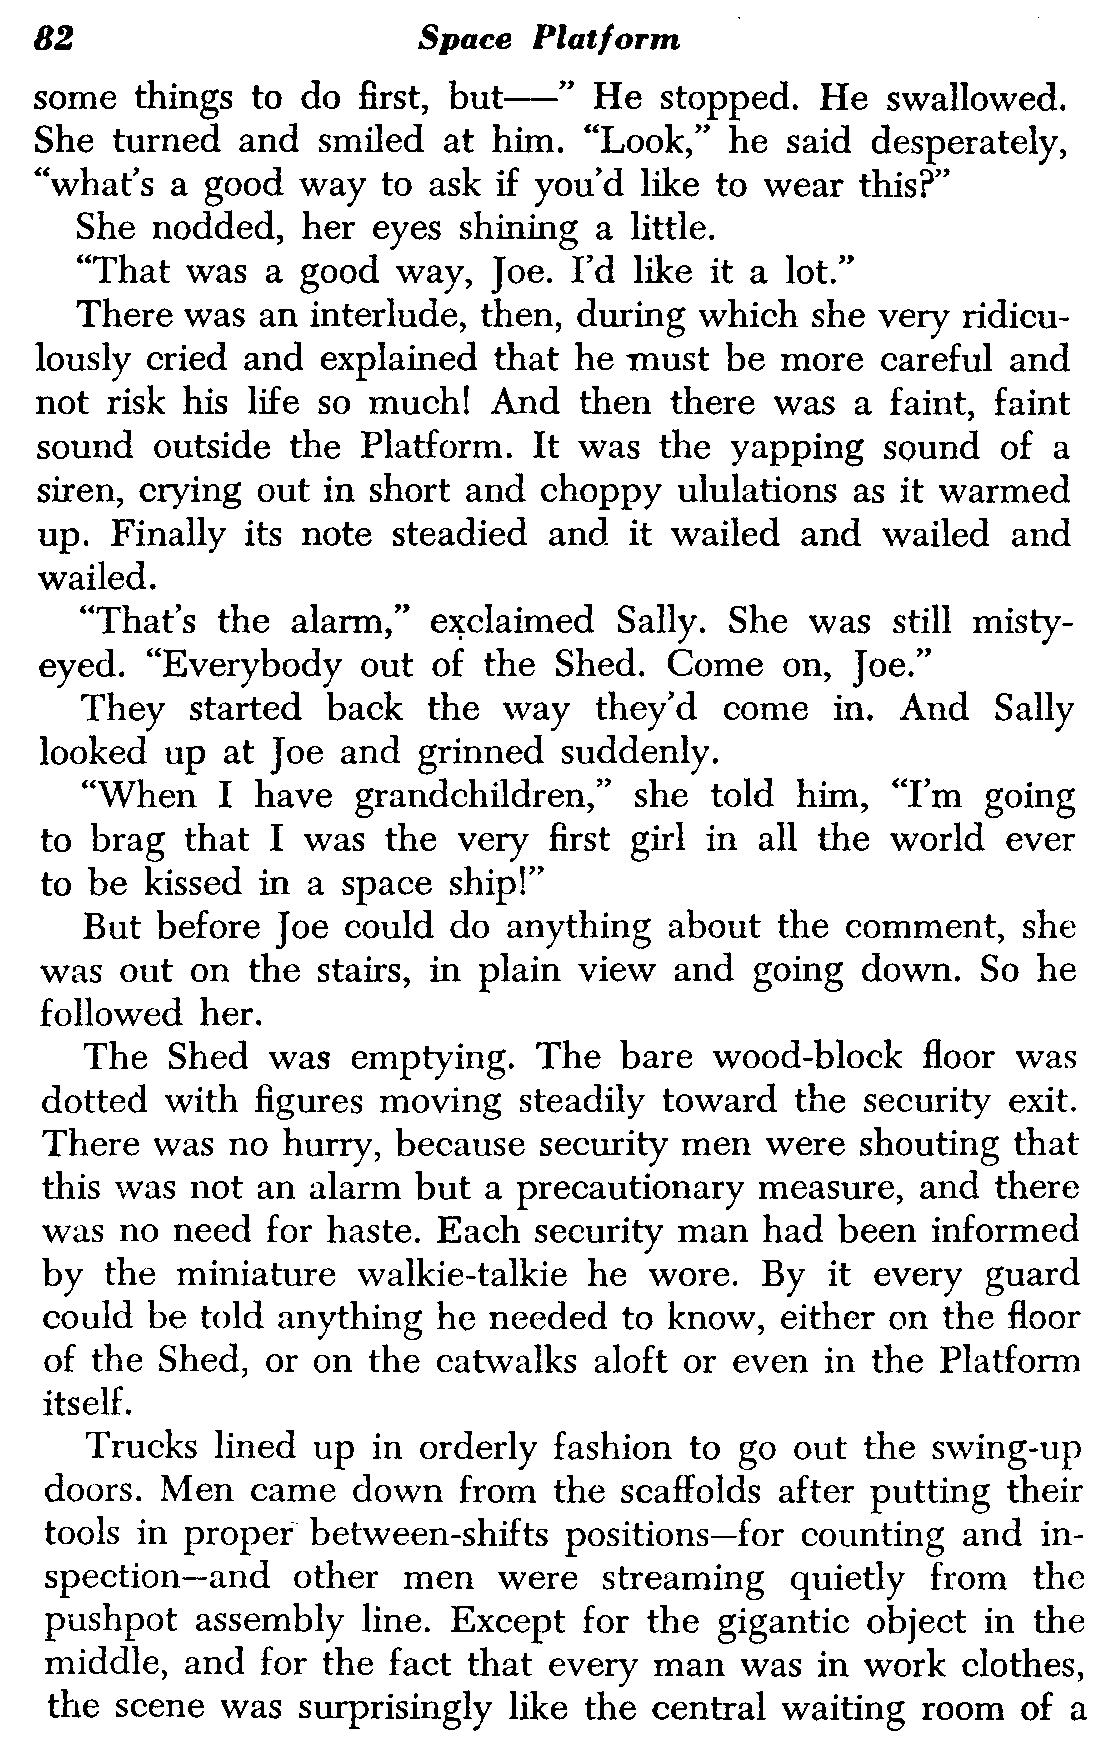 82 Space Platform
some things to do first, but——” He stopped. He swallowed.
She turned and smiled at him. “Look,” he said desperately,
“what’s a good way to ask if you’d like to wear this?”
She nodded, her eyes shining a little.
“That was a good way, Joe. I’d like it a lot.”
There was an interlude, then, during which she very ridicu-
lously cried and explained that he must be more careful and
not risk his life so much! And then there was a faint, faint
sound outside the Platform. It was the yapping sound of a
siren, crying out in short and choppy ululations as it warmed
up. Finally its note steadied and it wailed and wailed and
wailed.
“That’s the alarm,” exclaimed Sally. She was still misty-
eyed. “Everybody out of the Shed. Come on, Joe.”
They started back the way they’d come in. And Sally
looked up at Joe and grinned suddenly.
“When I have grandchildren,” she told him, “I’m going
to brag that I was the very first girl in all the world ever
to be kissed in a space ship!”
But before Joe could do anything about the comment, she
was out on the stairs, in plain view and going down. So he
followed her.
The Shed was emptying. The bare wood-block floor was
dotted with figures moving steadily toward the security exit.
There was no hurry, because security men were shouting that
this was not an alarm but a precautionary measure, and there
was no need for haste. Each security man had been informed
by the miniature walkie-talkie he wore. By it every guard
could be told anything he needed to know, either on the floor
of the Shed, or on the catwalks aloft or even in the Platform
itself.
Trucks lined up in orderly fashion to go out the swing-up
doors. Men came down from the scaffolds after putting their
tools in proper between-shifts positions—for counting and in-
spection—and other men were streaming quietly from the
pushpot assembly line. Except for the gigantic object in the
middle, and for the fact that every man was in work clothes,
the scene was surprisingly like the central waiting room of a